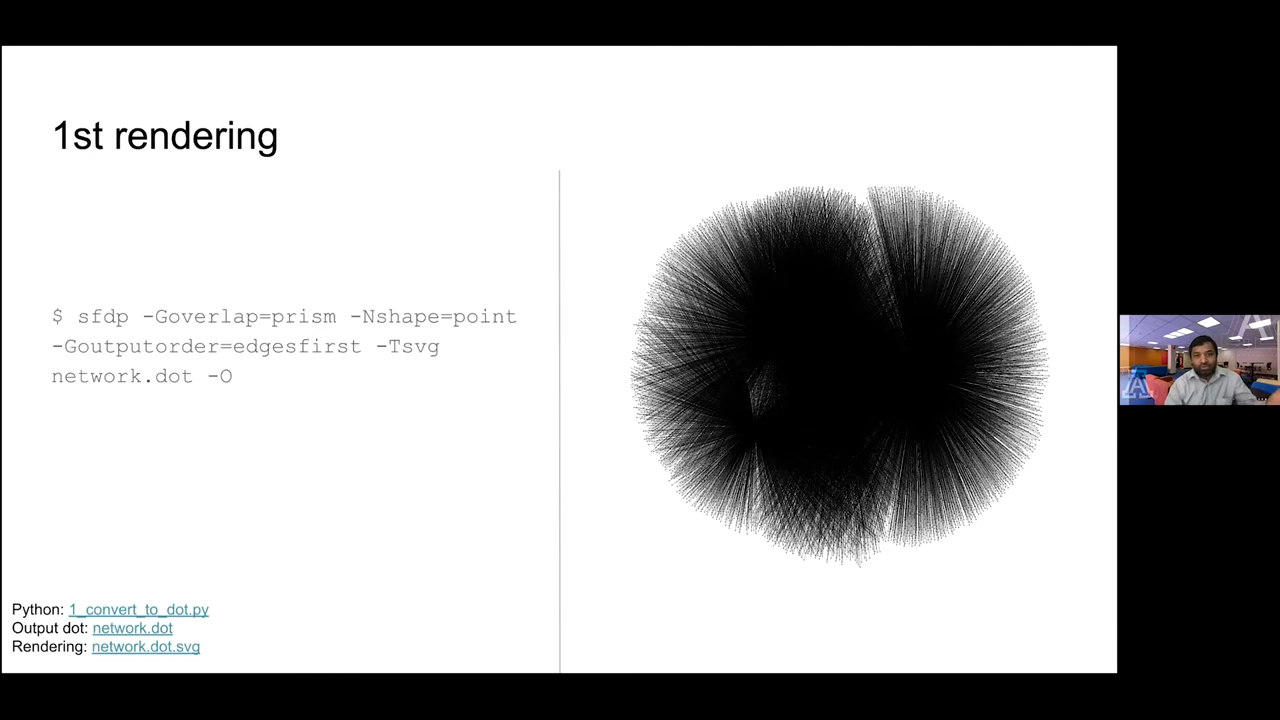 1st rendering
$ sfdp -Goverlap=prism -Nshape=point
-Goutputorder=edgesfirst -Tsvg
network.dot -O
Python: 1_convert_to_dot.py
Output dot: network.dot
Rendering: network.dot.svg
A
A